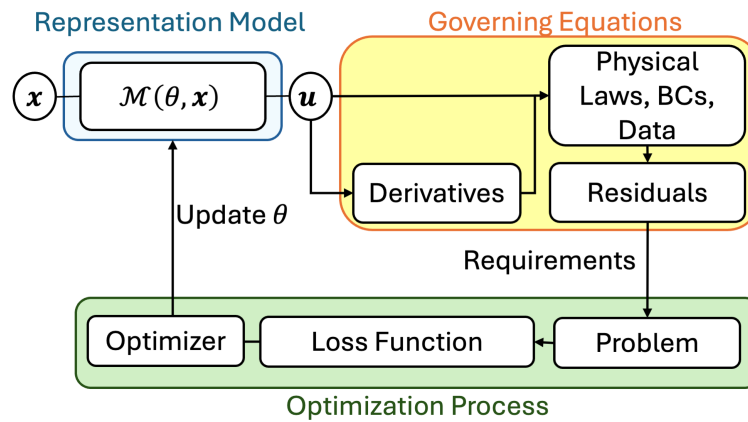 Representation Model
Governing Equations
x
ℳ(θ, x)
u
Physical
Laws, BCs,
Data
Derivatives
Residuals
Update θ
Requirements
Optimizer
Loss Function
Problem
Optimization Process